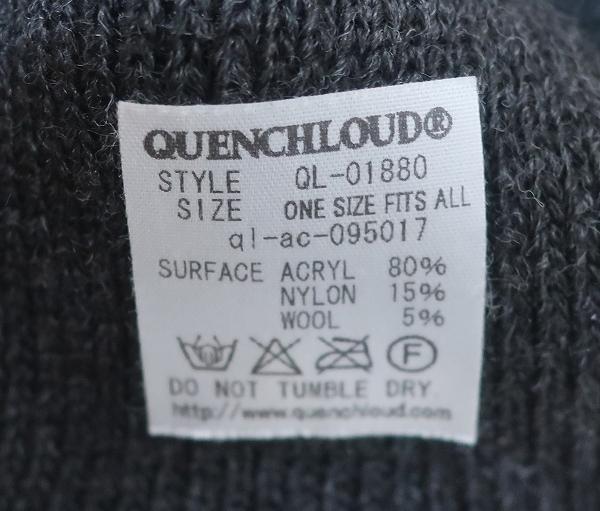 QUENCHLOUD®
STYLE QL-01880
SIZE ONE SIZE FITS ALL
ql-ac-095017
SURFACE ACRYL 80%
NYLON 15%
WOOL 5%
F
DO NOT TUMBLE DRY.
http://www.quenchloud.com